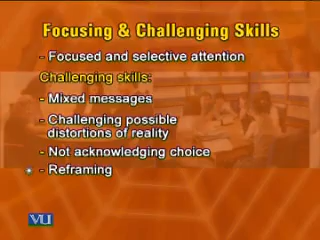 Focusing & Challenging Skills
- Focused and selective attention
Challenging skills:
- Mixed messages
- Challenging possible
distortions of reality
- Not acknowledging choice
- Reframing
VU